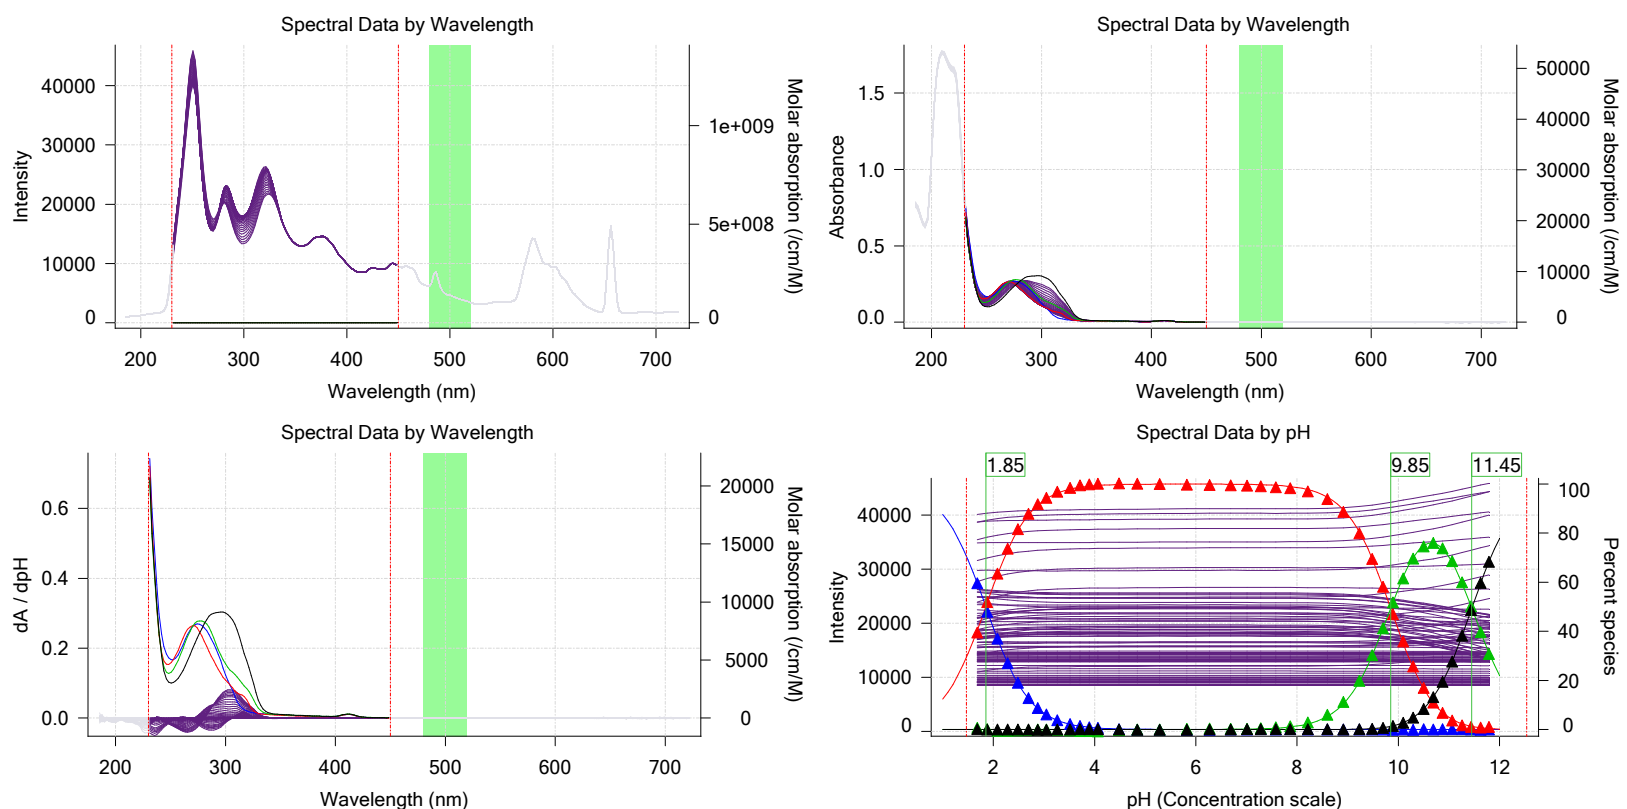 Spectral Data by Wavelength
Intensity
40000
30000
20000
10000
0
1e+009
5e+008
0
Molar absorption (/cm/M)
200 300 400 500 600 700
Wavelength (nm)
Spectral Data by Wavelength
Absorbance
1.5
1.0
0.5
0.0
50000
40000
30000
20000
10000
0
Molar absorption (/cm/M)
200 300 400 500 600 700
Wavelength (nm)
Spectral Data by Wavelength
dA / dpH
0.6
0.4
0.2
0.0
20000
15000
10000
5000
0
Molar absorption (/cm/M)
200 300 400 500 600 700
Wavelength (nm)
Spectral Data by pH
1.85 9.85 11.45
Intensity
40000
30000
20000
10000
0
100
80
60
40
20
0
Percent species
2 4 6 8 10 12
pH (Concentration scale)